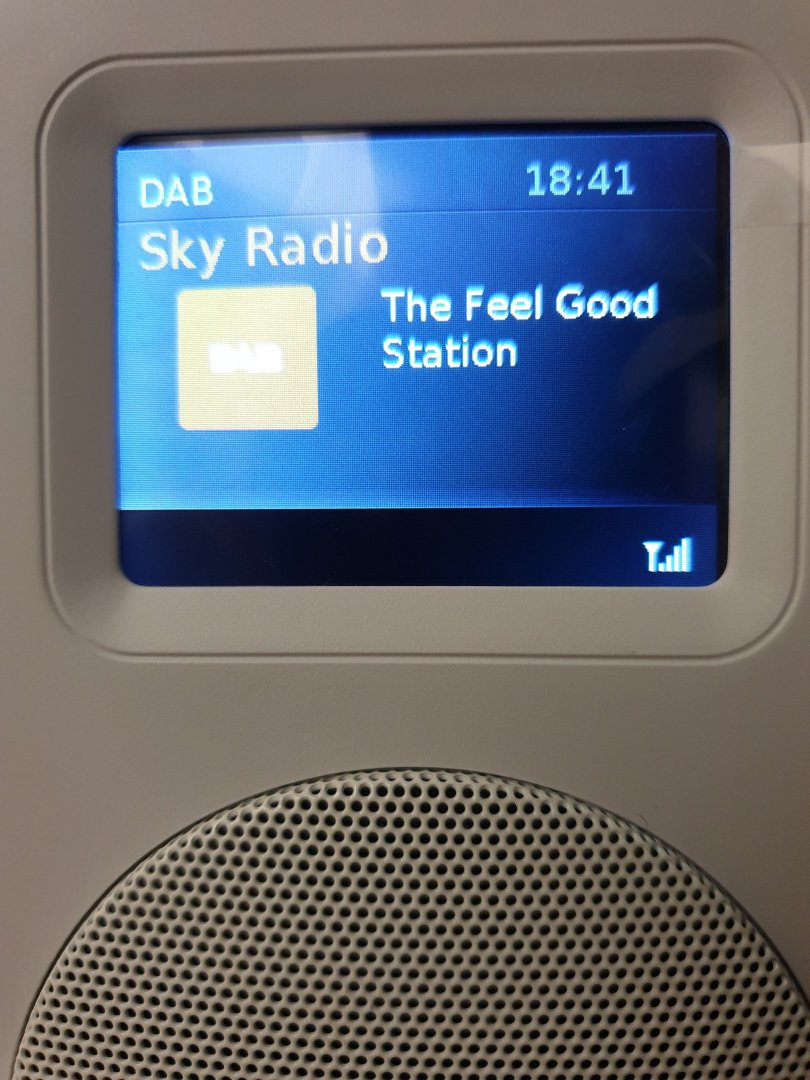 DAB
18:41
Sky Radio
The Feel Good
Station
DAB